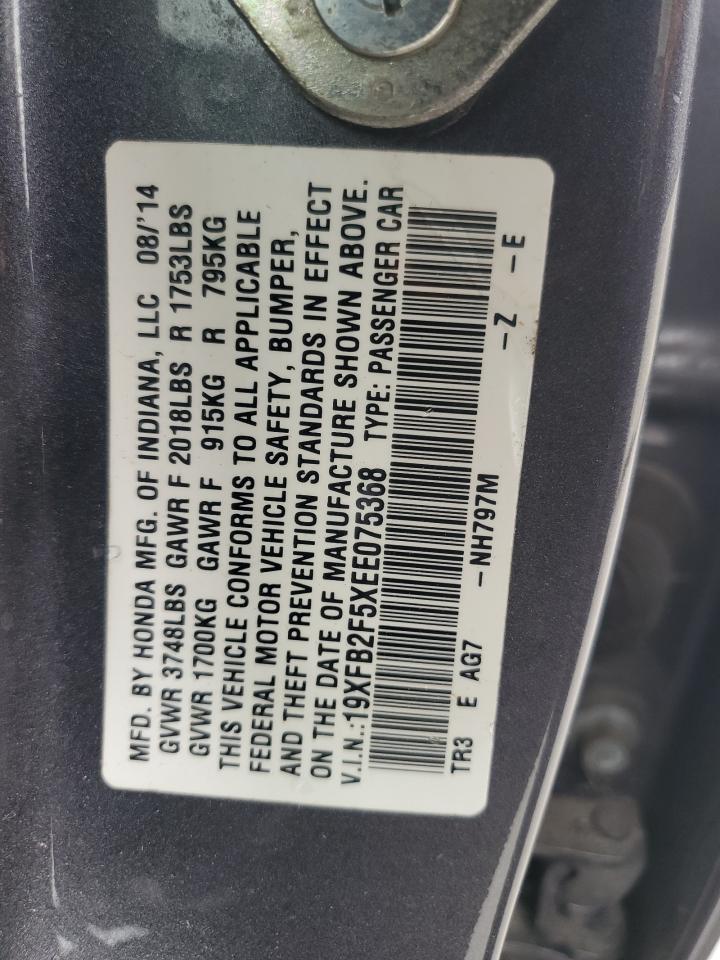 MFD. BY HONDA MFG. OF INDIANA, LLC 08/'14
GVWR 3748LBS GAWR F 2018LBS R 1753LBS
GVWR 1700KG GAWR F 915KG R 795KG
THIS VEHICLE CONFORMS TO ALL APPLICABLE
FEDERAL MOTOR VEHICLE SAFETY, BUMPER,
AND THEFT PREVENTION STANDARDS IN EFFECT
ON THE DATE OF MANUFACTURE SHOWN ABOVE.
V.I.N.:19XFB2F5XEE075368 TYPE: PASSENGER CAR
TR3 E AG7 -NH797M -Z -E